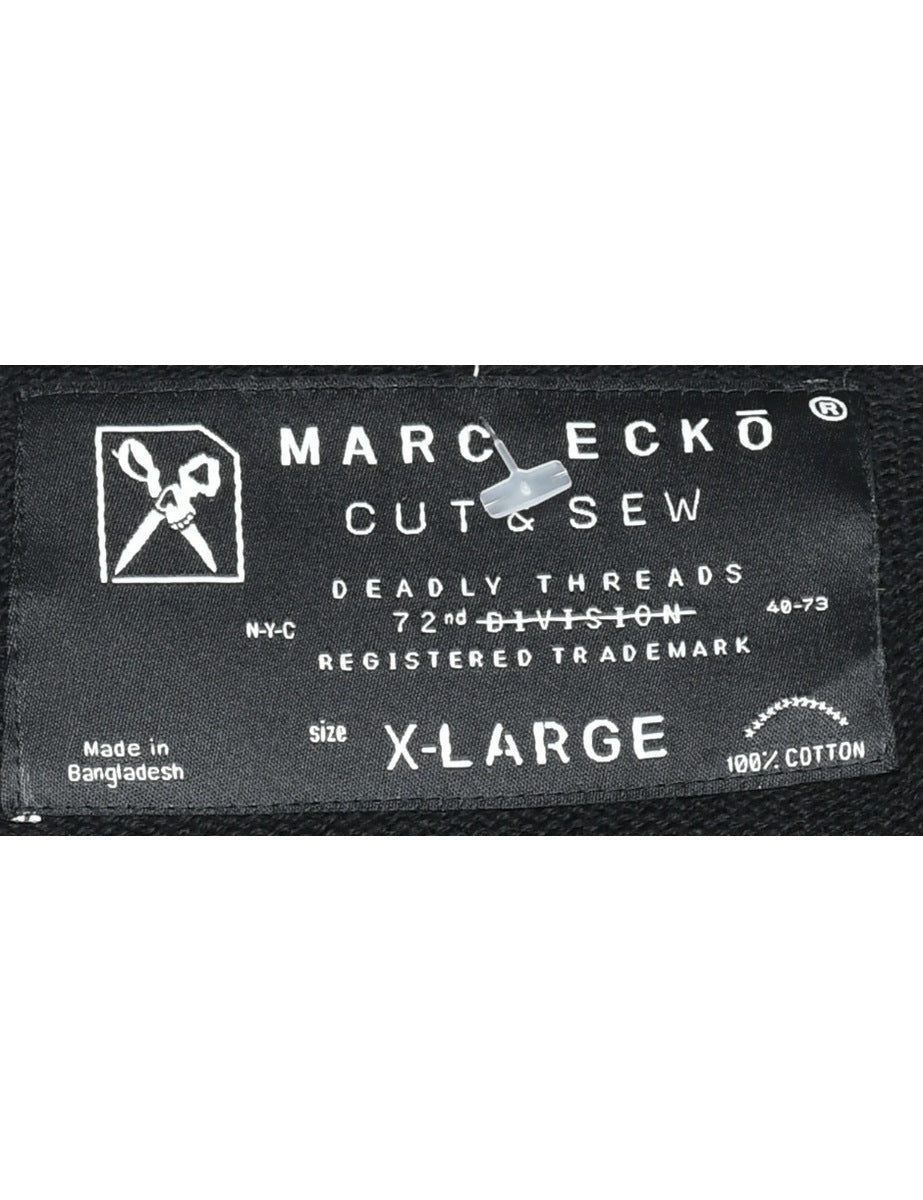 MARC ECKŌ ®
CUT & SEW
DEADLY THREADS
N-Y-C 72nd DIVISION 40-73
REGISTERED TRADEMARK
size X-LARGE
Made in
Bangladesh
100% COTTON